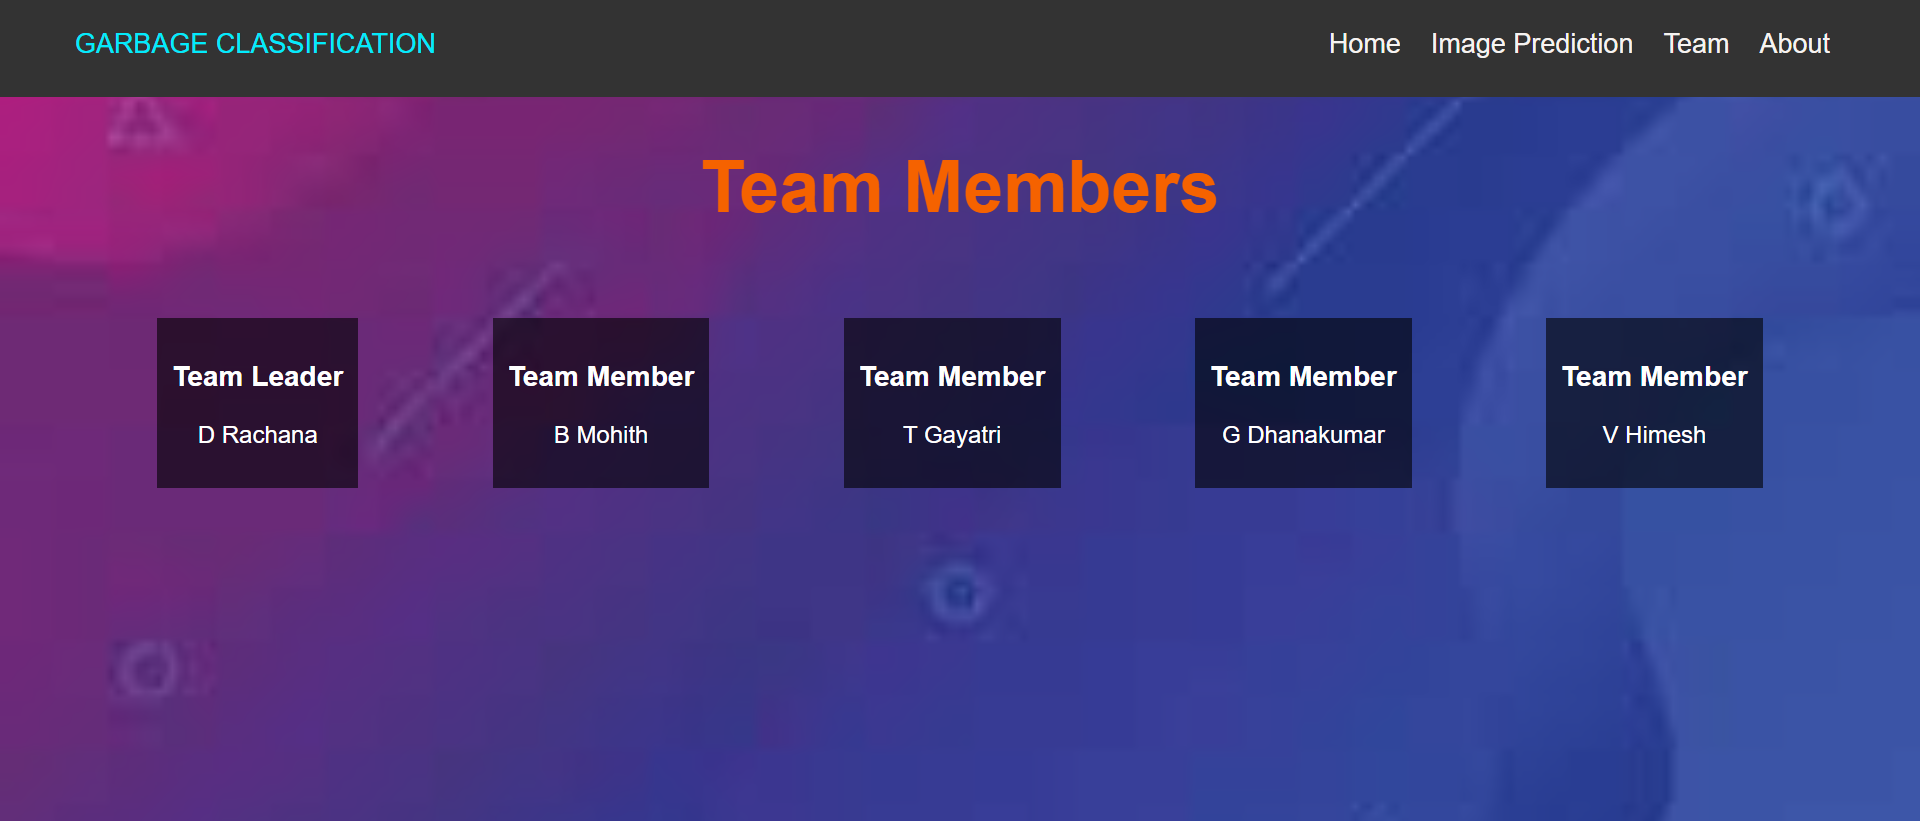 GARBAGE CLASSIFICATION
Home Image Prediction Team About
Team Members
Team Leader
D Rachana
Team Member
B Mohith
Team Member
T Gayatri
Team Member
G Dhanakumar
Team Member
V Himesh